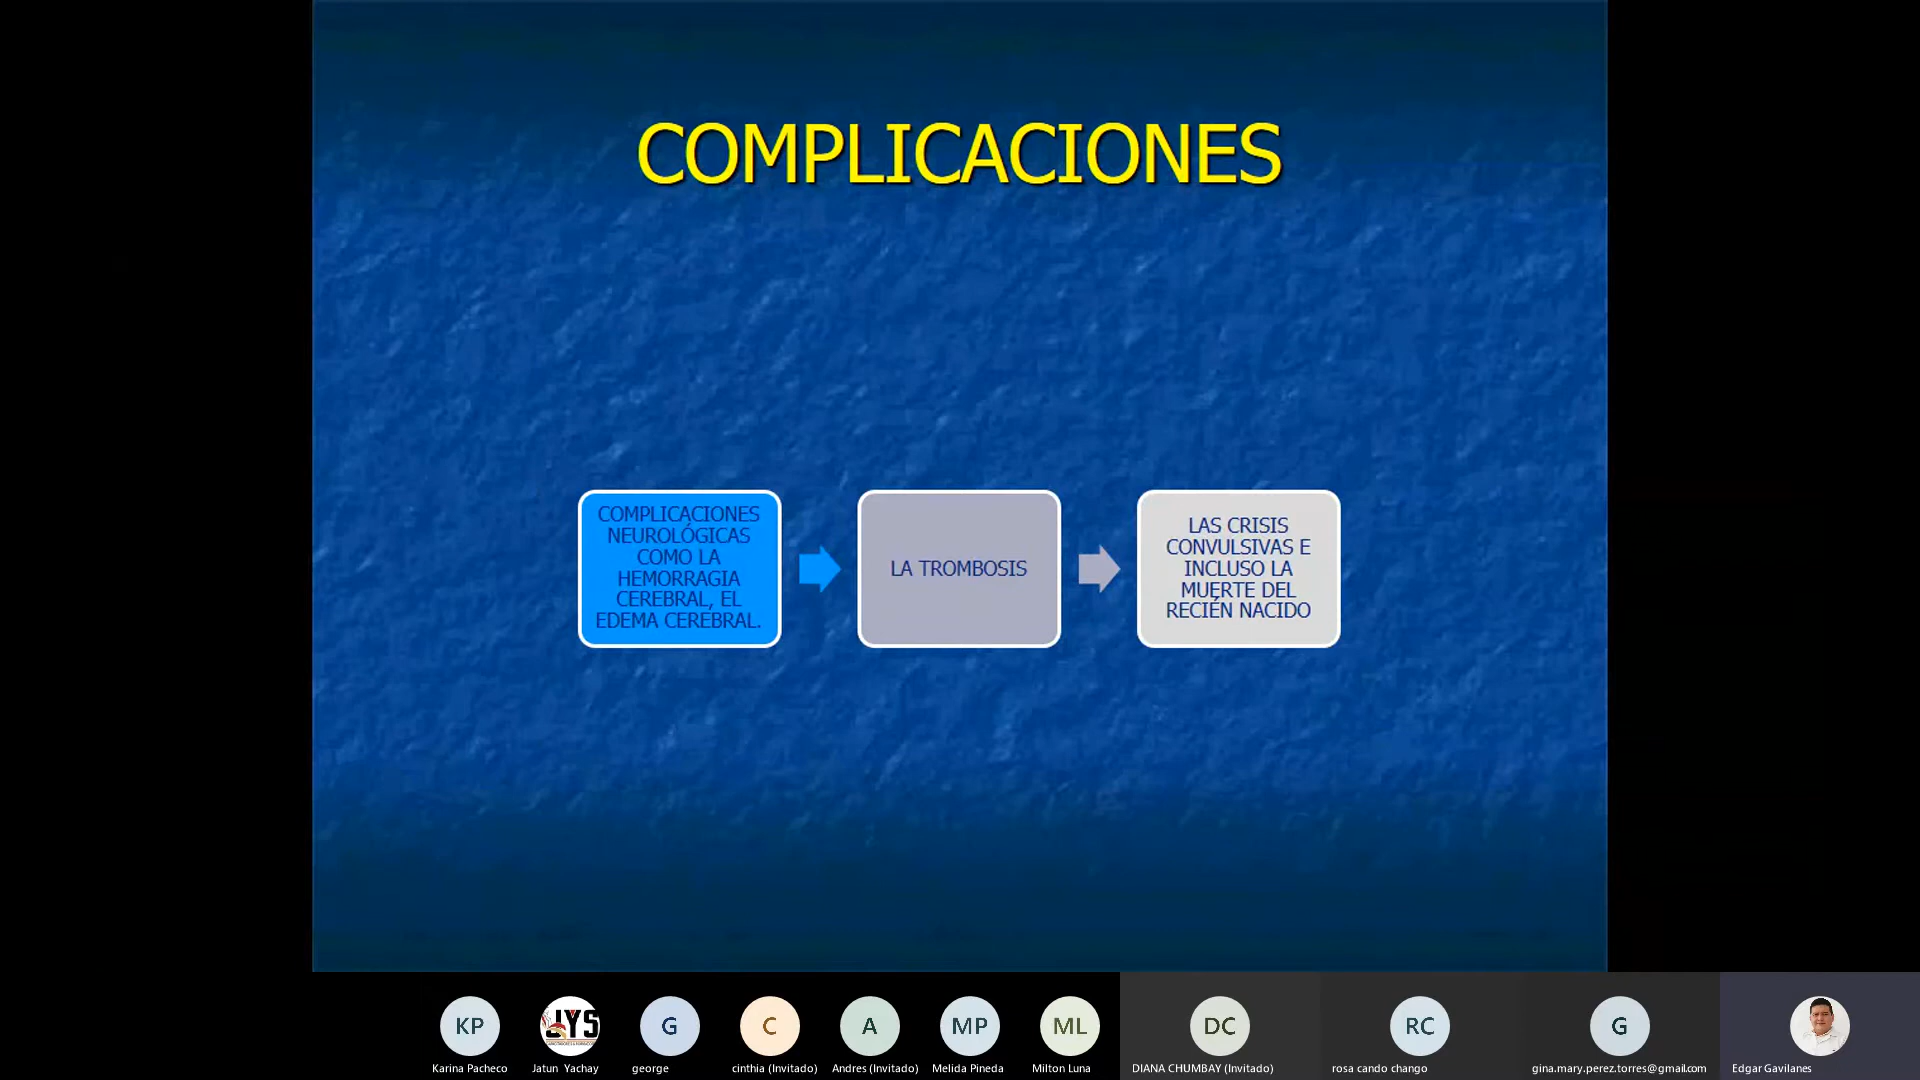 COMPLICACIONES
COMPLICACIONES
NEUROLÓGICAS
COMO LA
HEMORRAGIA
CEREBRAL, EL
EDEMA CEREBRAL.
LA TROMBOSIS
LAS CRISIS
CONVULSIVAS E
INCLUSO LA
MUERTE DEL
RECIÉN NACIDO
KP
JYS
G
C
A
MP
ML
DC
RC
G
Karina Pacheco
Jatun Yachay
george
cinthia (Invitado)
Andres (Invitado)
Melida Pineda
Milton Luna
DIANA CHUMBAY (Invitado)
rosa cando chango
gina.mary.perez.torres@gmail.com
Edgar Gavilanes